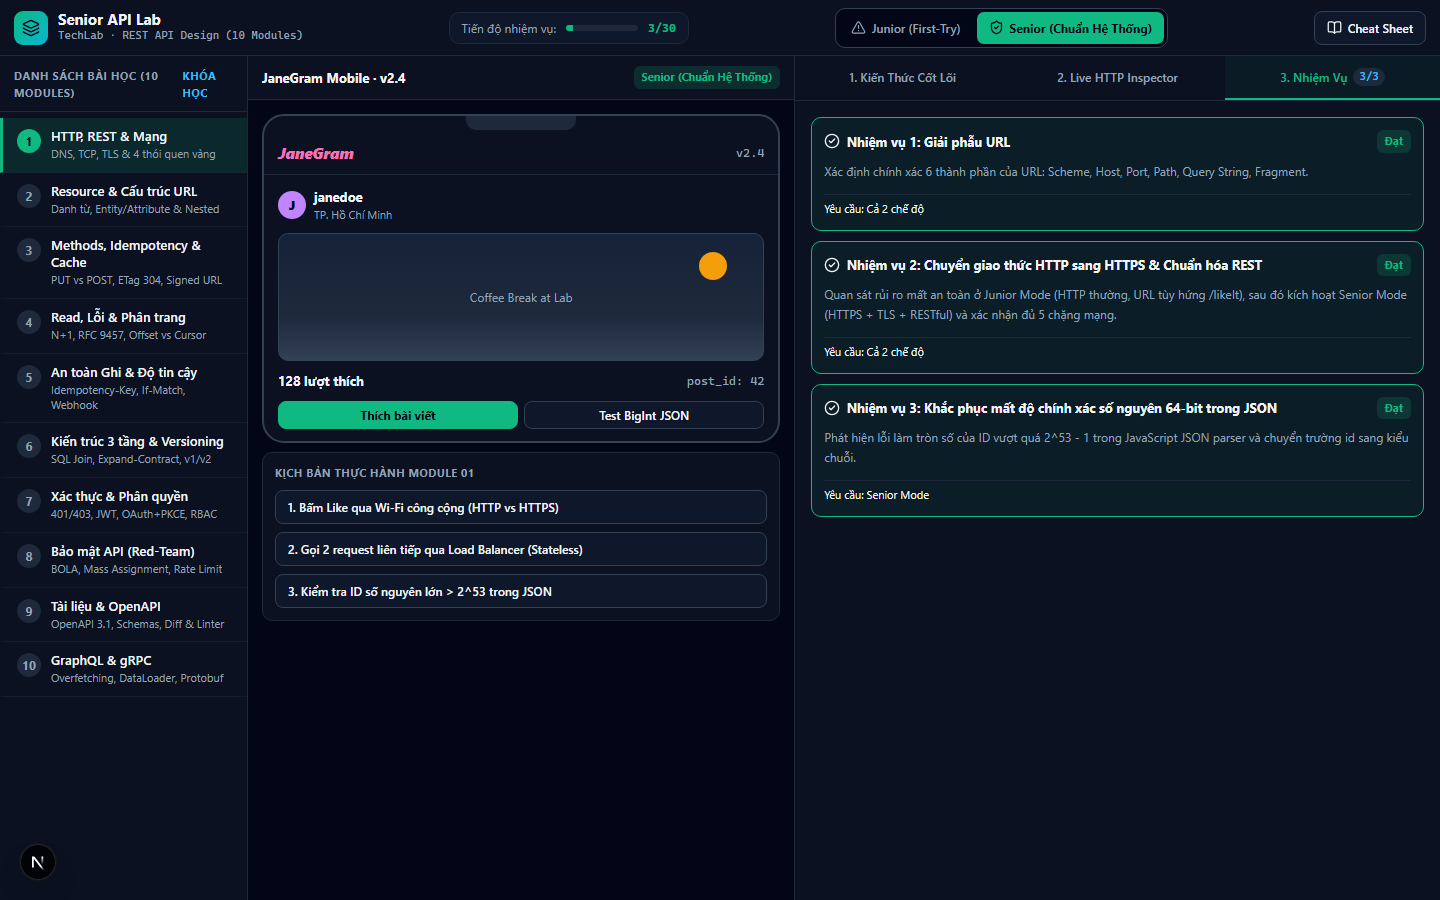 Senior API Lab
TechLab · REST API Design (10 Modules)
Tiến độ nhiệm vụ: 3/30
Junior (First-Try)
Senior (Chuẩn Hệ Thống)
Cheat Sheet
DANH SÁCH BÀI HỌC (10 MODULES)
KHÓA HỌC
1
HTTP, REST & Mạng
DNS, TCP, TLS & 4 thói quen vàng
2
Resource & Cấu trúc URL
Danh từ, Entity/Attribute & Nested
3
Methods, Idempotency & Cache
PUT vs POST, ETag 304, Signed URL
4
Read, Lỗi & Phân trang
N+1, RFC 9457, Offset vs Cursor
5
An toàn Ghi & Độ tin cậy
Idempotency-Key, If-Match, Webhook
6
Kiến trúc 3 tầng & Versioning
SQL Join, Expand-Contract, v1/v2
7
Xác thực & Phân quyền
401/403, JWT, OAuth+PKCE, RBAC
8
Bảo mật API (Red-Team)
BOLA, Mass Assignment, Rate Limit
9
Tài liệu & OpenAPI
OpenAPI 3.1, Schemas, Diff & Linter
10
GraphQL & gRPC
Overfetching, DataLoader, Protobuf
N
JaneGram Mobile · v2.4
Senior (Chuẩn Hệ Thống)
JaneGram
v2.4
J
janedoe
TP. Hồ Chí Minh
Coffee Break at Lab
128 lượt thích
post_id: 42
Thích bài viết
Test BigInt JSON
KỊCH BẢN THỰC HÀNH MODULE 01
1. Bấm Like qua Wi-Fi công cộng (HTTP vs HTTPS)
2. Gọi 2 request liên tiếp qua Load Balancer (Stateless)
3. Kiểm tra ID số nguyên lớn > 2^53 trong JSON
1. Kiến Thức Cốt Lõi
2. Live HTTP Inspector
3. Nhiệm Vụ 3/3
Nhiệm vụ 1: Giải phẫu URL
Đạt
Xác định chính xác 6 thành phần của URL: Scheme, Host, Port, Path, Query String, Fragment.
Yêu cầu: Cả 2 chế độ
Nhiệm vụ 2: Chuyển giao thức HTTP sang HTTPS & Chuẩn hóa REST
Đạt
Quan sát rủi ro mất an toàn ở Junior Mode (HTTP thường, URL tùy hứng /likeIt), sau đó kích hoạt Senior Mode
(HTTPS + TLS + RESTful) và xác nhận đủ 5 chặng mạng.
Yêu cầu: Cả 2 chế độ
Nhiệm vụ 3: Khắc phục mất độ chính xác số nguyên 64-bit trong JSON
Đạt
Phát hiện lỗi làm tròn số của ID vượt quá 2^53 - 1 trong JavaScript JSON parser và chuyển trường id sang kiểu
chuỗi.
Yêu cầu: Senior Mode